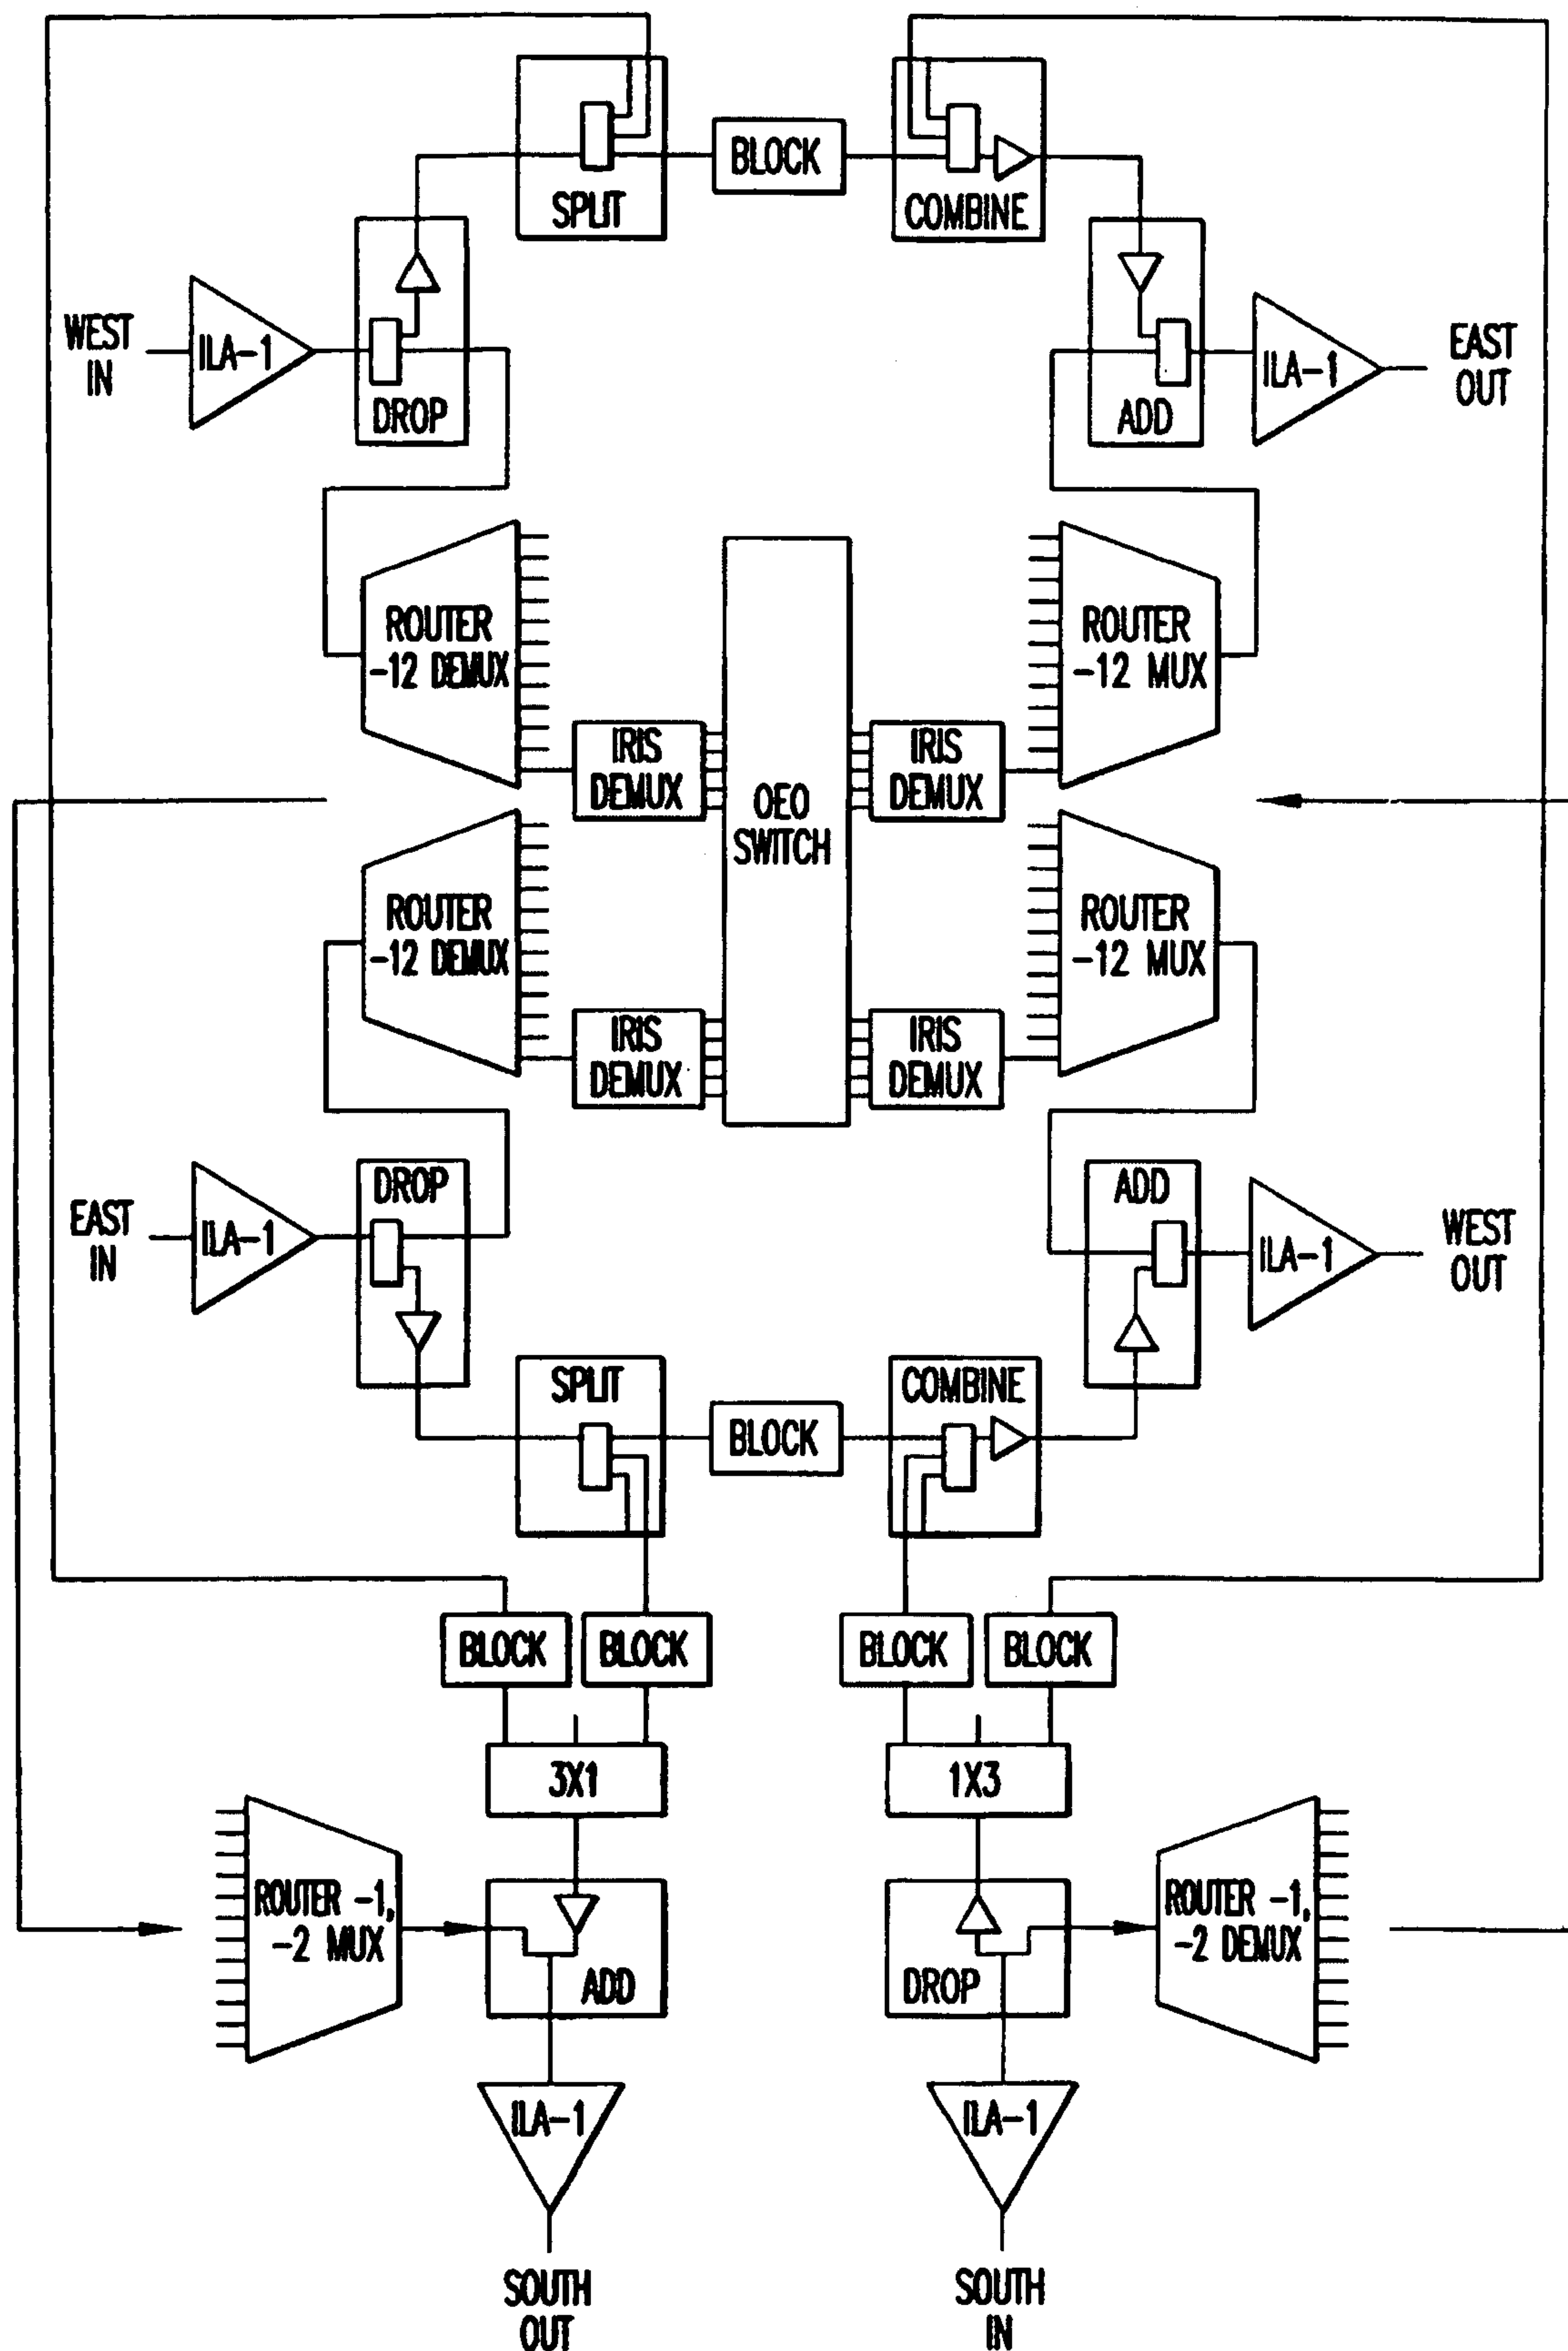 SPLIT
BLOCK
COMBINE
WEST
IN
ILA-1
DROP
ADD
ILA-1
EAST
OUT
ROUTER
-12 DEMUX
ROUTER
-12 MUX
IRIS
DEMUX
OEO
SWITCH
IRIS
DEMUX
ROUTER
-12 DEMUX
ROUTER
-12 MUX
IRIS
DEMUX
IRIS
DEMUX
EAST
IN
ILA-1
DROP
ADD
ILA-1
WEST
OUT
SPLIT
BLOCK
COMBINE
BLOCK
BLOCK
BLOCK
BLOCK
3X1
1X3
ROUTER -1,
-2 MUX
ADD
DROP
ROUTER -1,
-2 DEMUX
ILA-1
ILA-1
SOUTH
OUT
SOUTH
IN